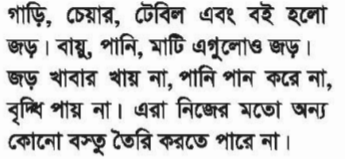 গাড়ি, চেয়ার, টেবিল এবং বই হলো
জড়। বায়ু, পানি, মাটি এগুলোও জড়।
জড় খাবার খায় না, পানি পান করে না,
বৃদ্ধি পায় না। এরা নিজের মতো অন্য
কোনো বস্তু তৈরি করতে পারে না।